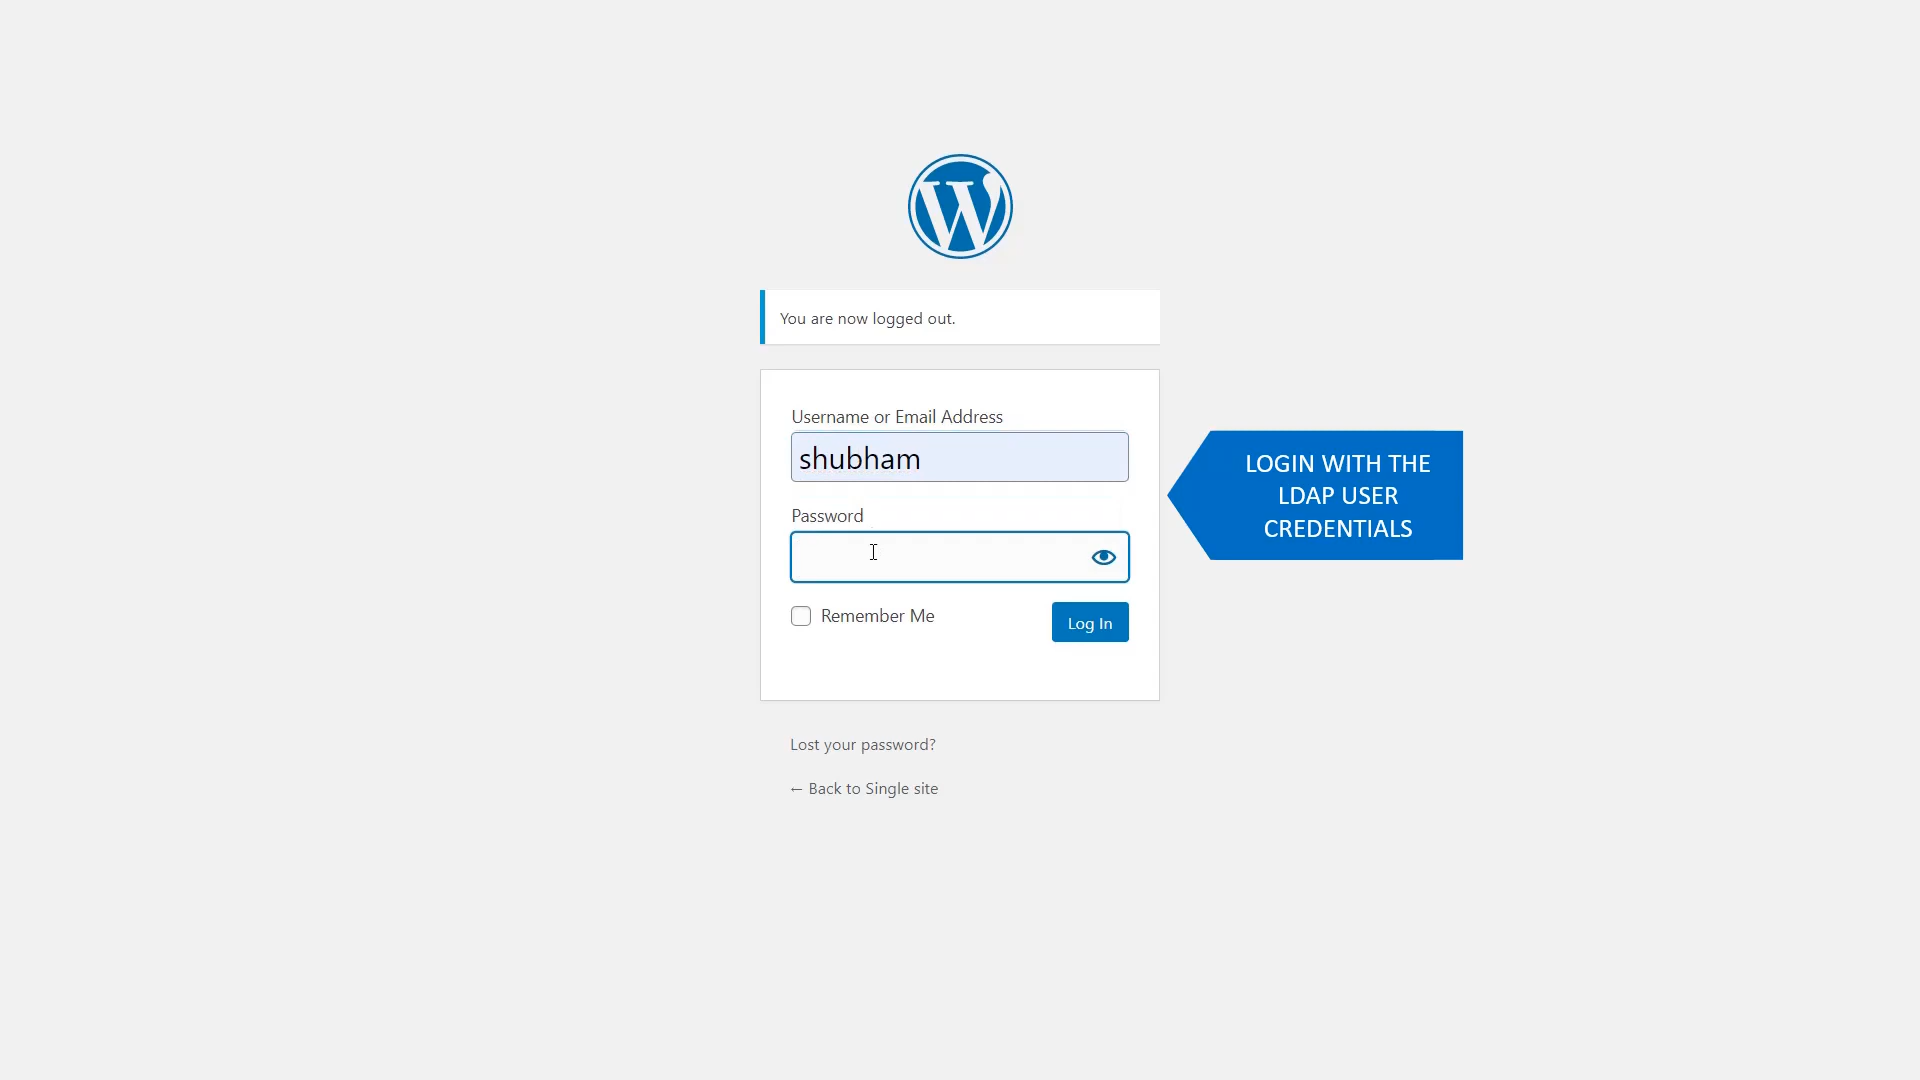 You are now logged out.
Username or Email Address
shubham
Password
Remember Me
Log In
LOGIN WITH THE
LDAP USER
CREDENTIALS
Lost your password?
← Back to Single site